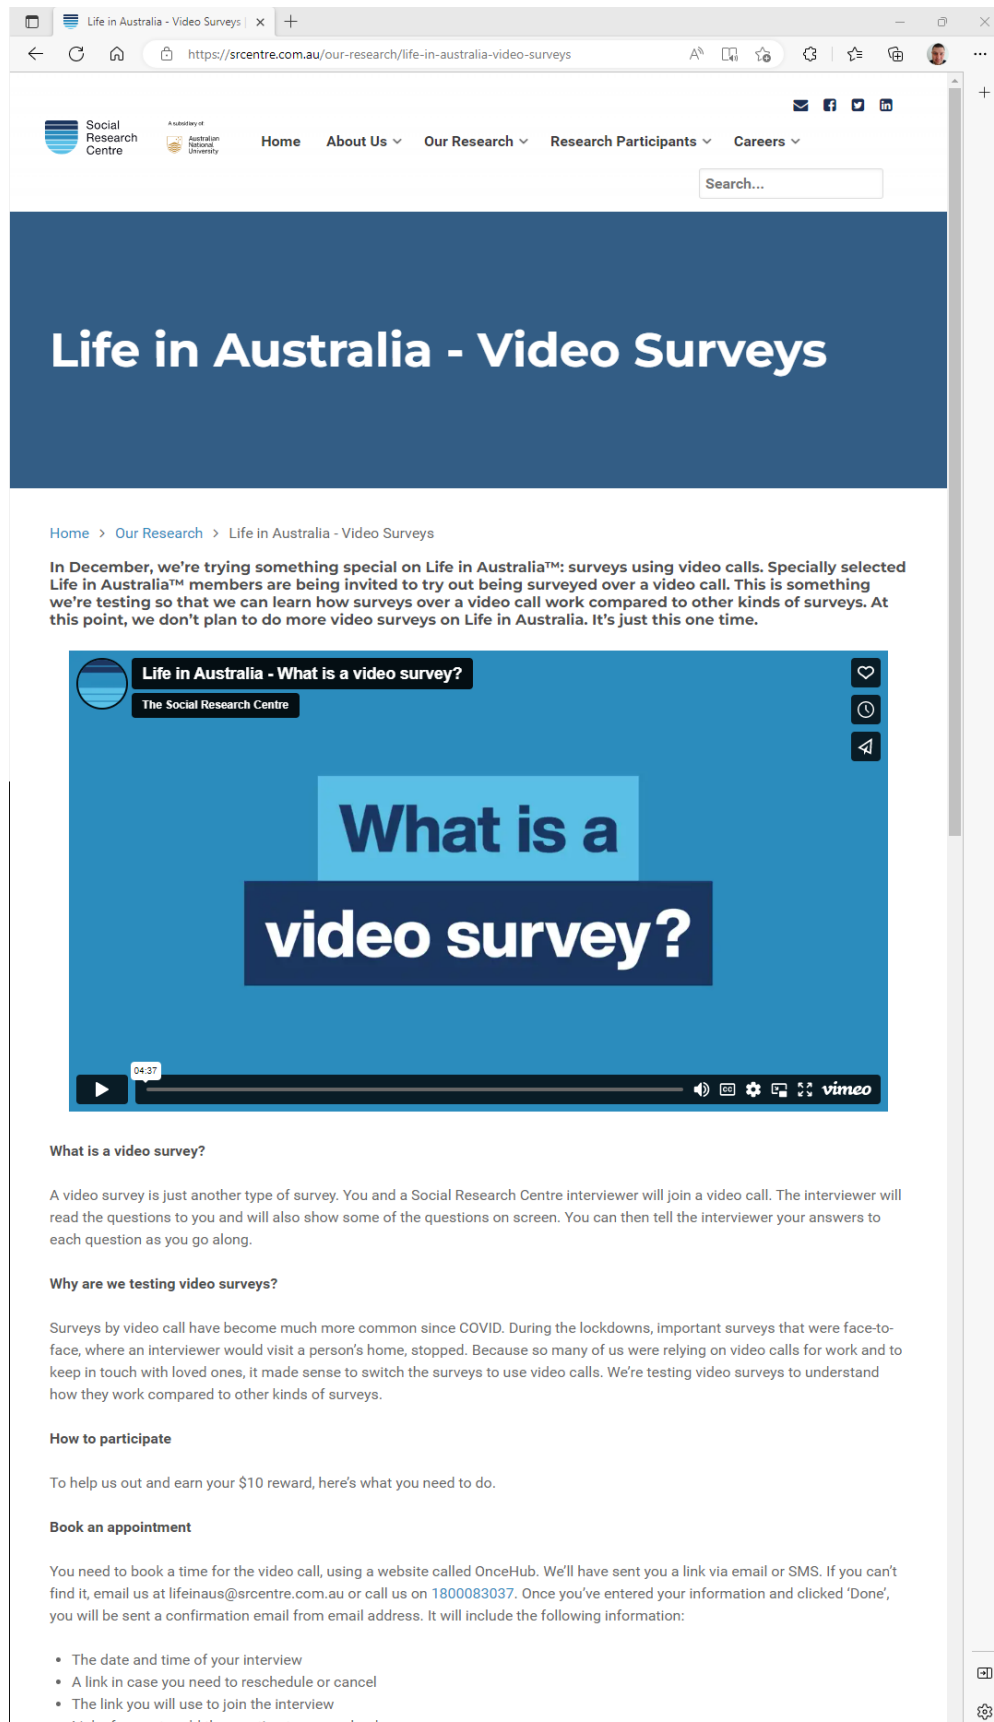 Life in Australia - Video Surveys |
https://srcentre.com.au/our-research/life-in-australia-video-surveys
Social
Research
Centre
A subsidiary of
Australian
National
University
Home About Us Our Research Research Participants Careers
Search...
Life in Australia - Video Surveys
Home > Our Research > Life in Australia - Video Surveys
In December, we're trying something special on Life in Australia™: surveys using video calls. Specially selected
Life in Australia™ members are being invited to try out being surveyed over a video call. This is something
we're testing so that we can learn how surveys over a video call work compared to other kinds of surveys. At
this point, we don't plan to do more video surveys on Life in Australia. It's just this one time.
Life in Australia - What is a video survey?
The Social Research Centre
What is a
video survey?
04:37
CC
vimeo
What is a video survey?
A video survey is just another type of survey. You and a Social Research Centre interviewer will join a video call. The interviewer will
read the questions to you and will also show some of the questions on screen. You can then tell the interviewer your answers to
each question as you go along.
Why are we testing video surveys?
Surveys by video call have become much more common since COVID. During the lockdowns, important surveys that were face-to-
face, where an interviewer would visit a person's home, stopped. Because so many of us were relying on video calls for work and to
keep in touch with loved ones, it made sense to switch the surveys to use video calls. We're testing video surveys to understand
how they work compared to other kinds of surveys.
How to participate
To help us out and earn your $10 reward, here's what you need to do.
Book an appointment
You need to book a time for the video call, using a website called OnceHub. We'll have sent you a link via email or SMS. If you can't
find it, email us at lifeinaus@srcentre.com.au or call us on 1800083037. Once you've entered your information and clicked 'Done',
you will be sent a confirmation email from email address. It will include the following information:
• The date and time of your interview
• A link in case you need to reschedule or cancel
• The link you will use to join the interview